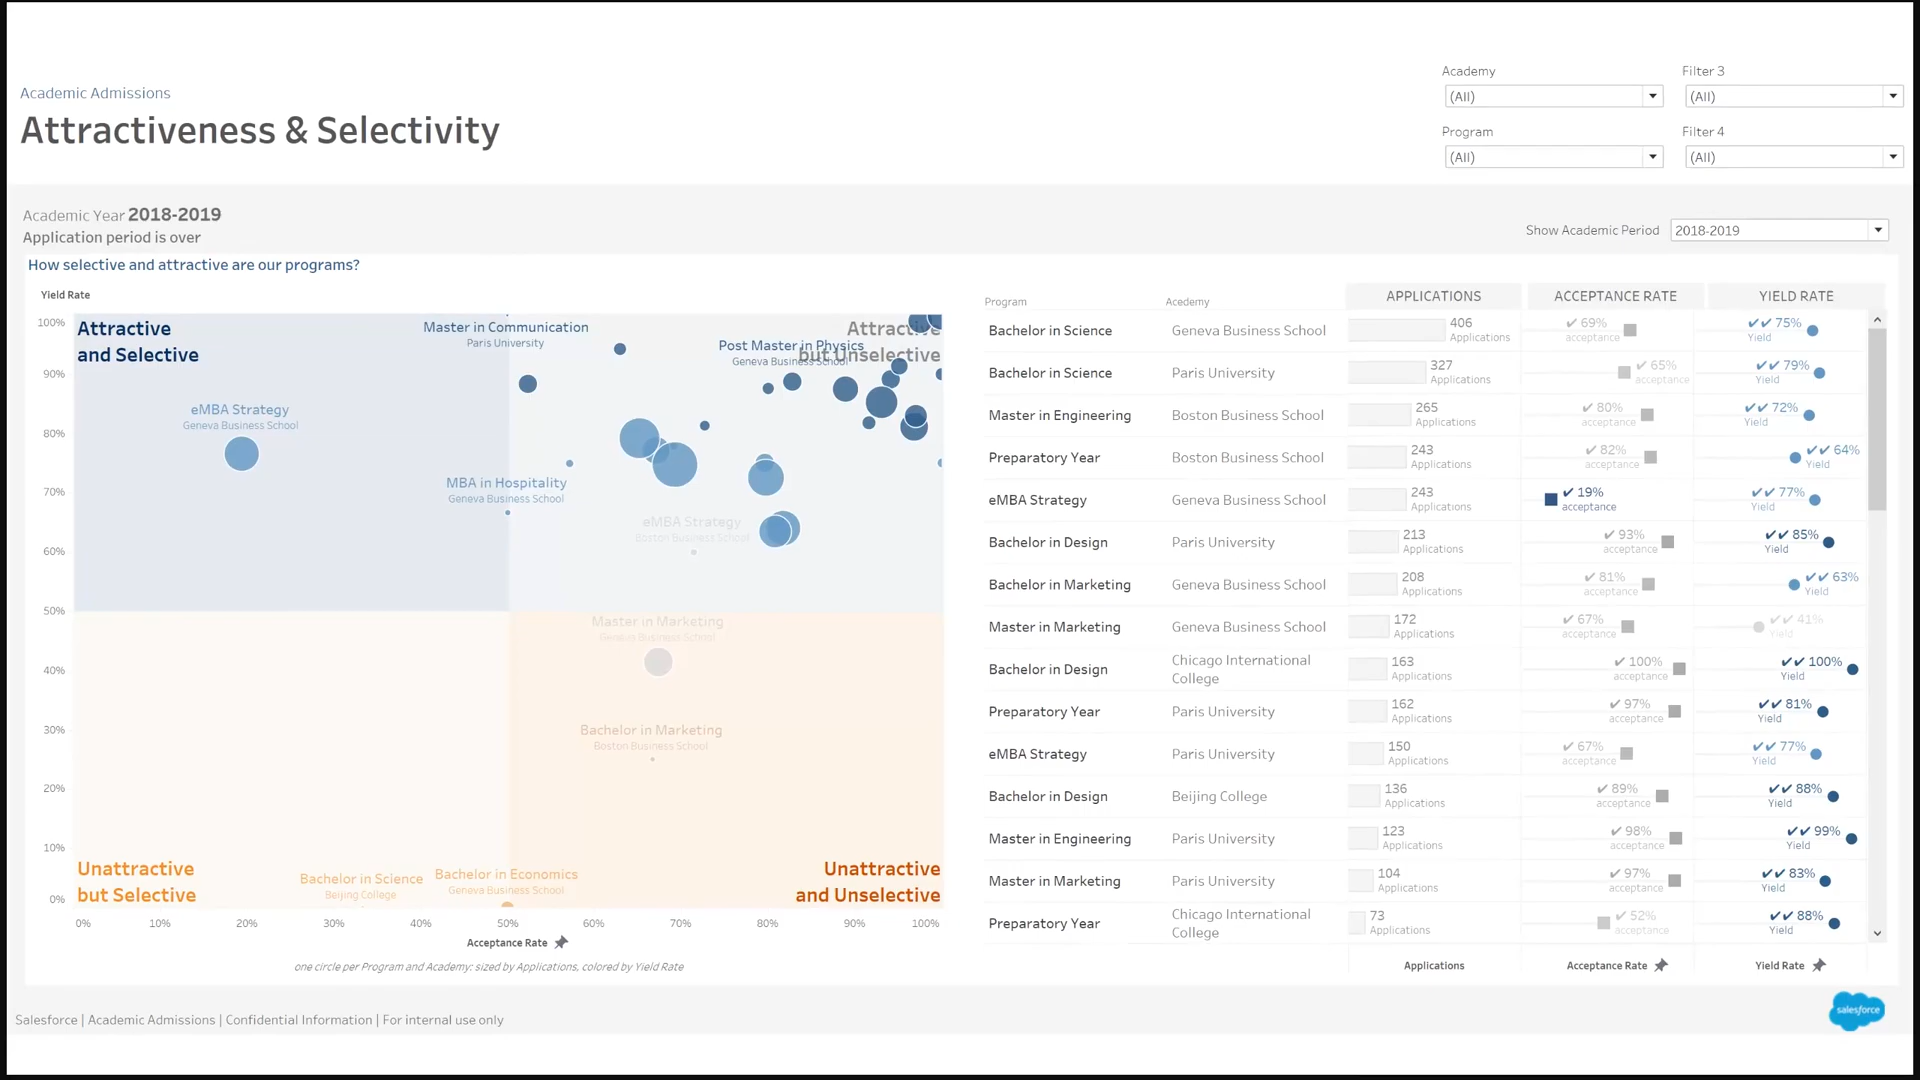 Academic Admissions
Attractiveness & Selectivity
Academy
(All)
Filter 3
(All)
Program
(All)
Filter 4
(All)
Academic Year 2018-2019
Application period is over
Show Academic Period
2018-2019
How selective and attractive are our programs?
Yield Rate
100%
90%
80%
70%
60%
50%
40%
30%
20%
10%
0%
Attractive
and Selective
Attractive
but Unselective
Master in Communication
Paris University
Post Master in Physics
Geneva Business School
eMBA Strategy
Geneva Business School
MBA in Hospitality
Geneva Business School
eMBA Strategy
Boston Business School
Master in Marketing
Geneva Business School
Bachelor in Marketing
Boston Business School
Unattractive
but Selective
Bachelor in Science
Beijing College
Bachelor in Economics
Geneva Business School
Unattractive
and Unselective
0% 10% 20% 30% 40% 50% 60% 70% 80% 90% 100%
Acceptance Rate
one circle per Program and Academy: sized by Applications, colored by Yield Rate
Program Acedemy APPLICATIONS ACCEPTANCE RATE YIELD RATE
Bachelor in Science Geneva Business School 406 Applications ✔ 69% acceptance ✔✔ 75% Yield
Bachelor in Science Paris University 327 Applications ✔ 65% acceptance ✔✔ 79% Yield
Master in Engineering Boston Business School 265 Applications ✔ 80% acceptance ✔✔ 72% Yield
Preparatory Year Boston Business School 243 Applications ✔ 82% acceptance ✔✔ 64% Yield
eMBA Strategy Geneva Business School 243 Applications ✔ 19% acceptance ✔✔ 77% Yield
Bachelor in Design Paris University 213 Applications ✔ 93% acceptance ✔✔ 85% Yield
Bachelor in Marketing Geneva Business School 208 Applications ✔ 81% acceptance ✔✔ 63% Yield
Master in Marketing Geneva Business School 172 Applications ✔ 67% acceptance ✔✔ 41% Yield
Bachelor in Design Chicago International College 163 Applications ✔ 100% acceptance ✔✔ 100% Yield
Preparatory Year Paris University 162 Applications ✔ 97% acceptance ✔✔ 81% Yield
eMBA Strategy Paris University 150 Applications ✔ 67% acceptance ✔✔ 77% Yield
Bachelor in Design Beijing College 136 Applications ✔ 89% acceptance ✔✔ 88% Yield
Master in Engineering Paris University 123 Applications ✔ 98% acceptance ✔✔ 99% Yield
Master in Marketing Paris University 104 Applications ✔ 97% acceptance ✔✔ 83% Yield
Preparatory Year Chicago International College 73 Applications ✔ 52% acceptance ✔✔ 88% Yield
Applications Acceptance Rate Yield Rate
Salesforce | Academic Admissions | Confidential Information | For internal use only
salesforce